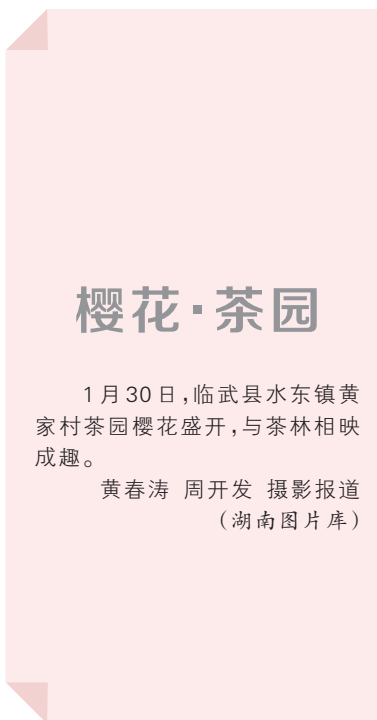 樱花·茶园
1月30日,临武县水东镇黄
家村茶园樱花盛开,与茶林相映
成趣。
黄春涛 周开发 摄影报道
(湖南图片库)